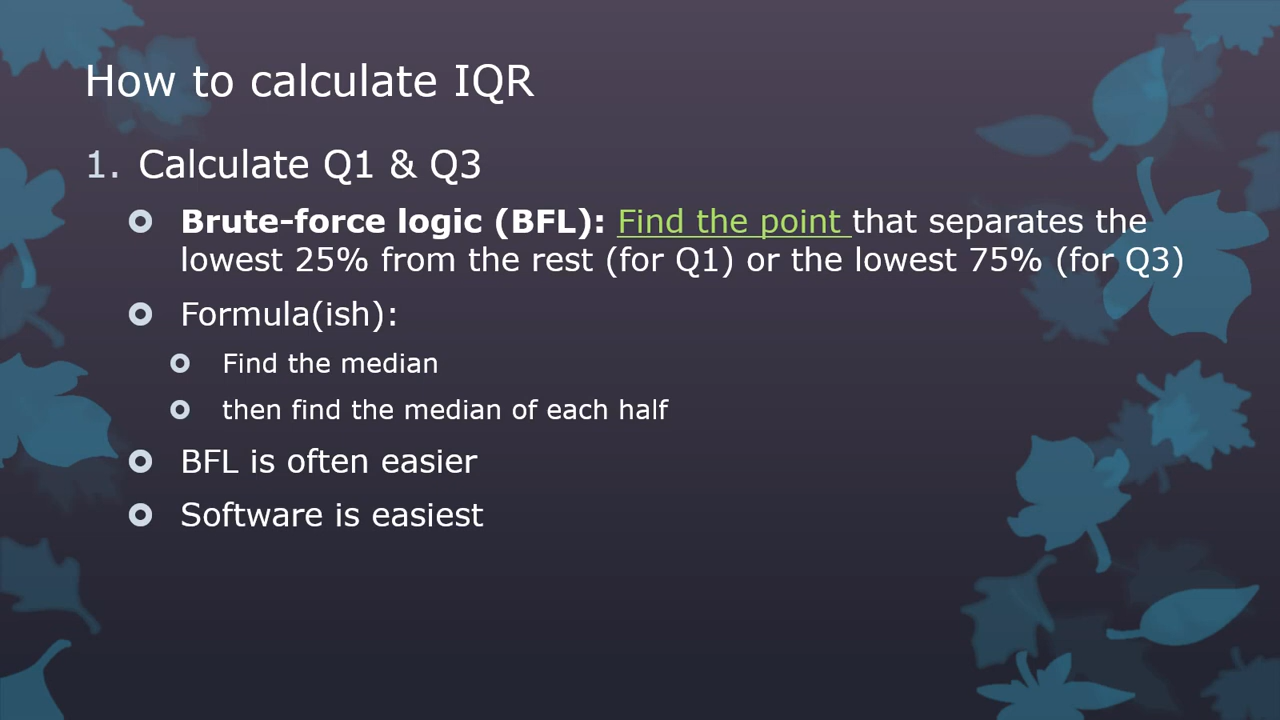 How to calculate IQR
1. Calculate Q1 & Q3
Brute-force logic (BFL): Find the point that separates the
lowest 25% from the rest (for Q1) or the lowest 75% (for Q3)
Formula(ish):
Find the median
then find the median of each half
BFL is often easier
Software is easiest